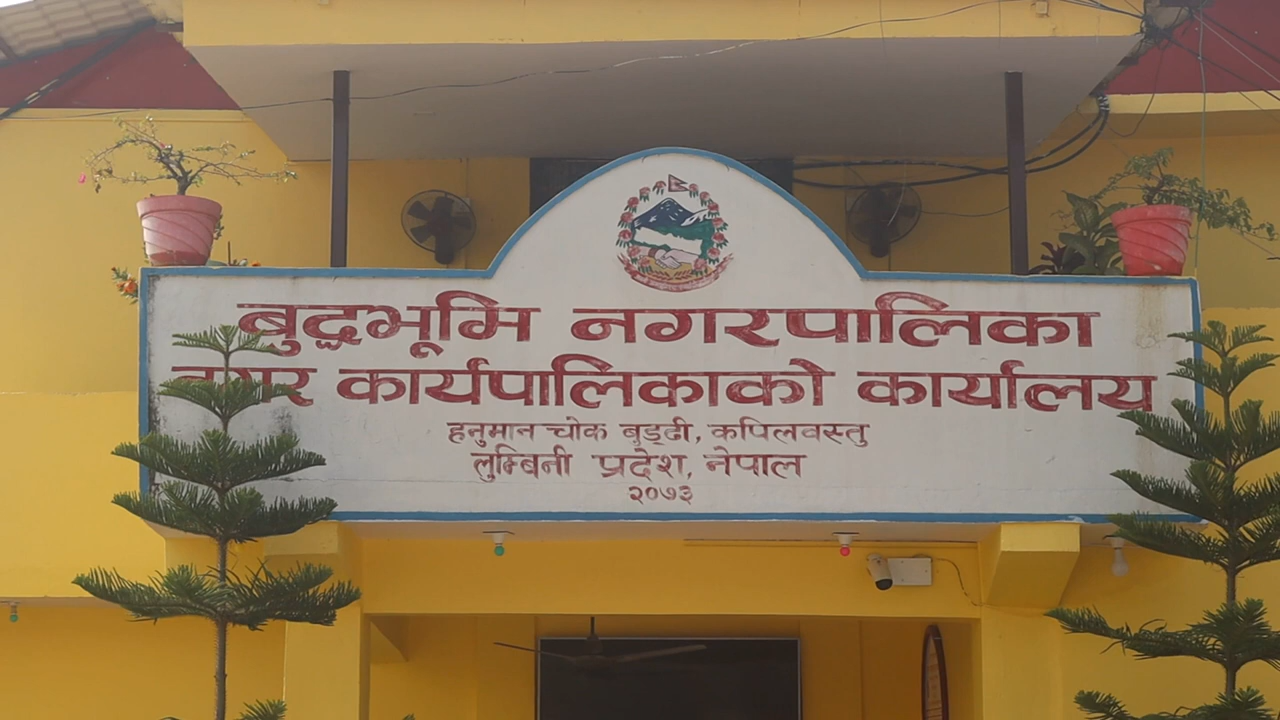 बुद्धभूमि नगरपालिका
नगर कार्यपालिकाको कार्यालय
हनुमान चोक बुड्ढी, कपिलवस्तु
लुम्बिनी प्रदेश, नेपाल
२०७३